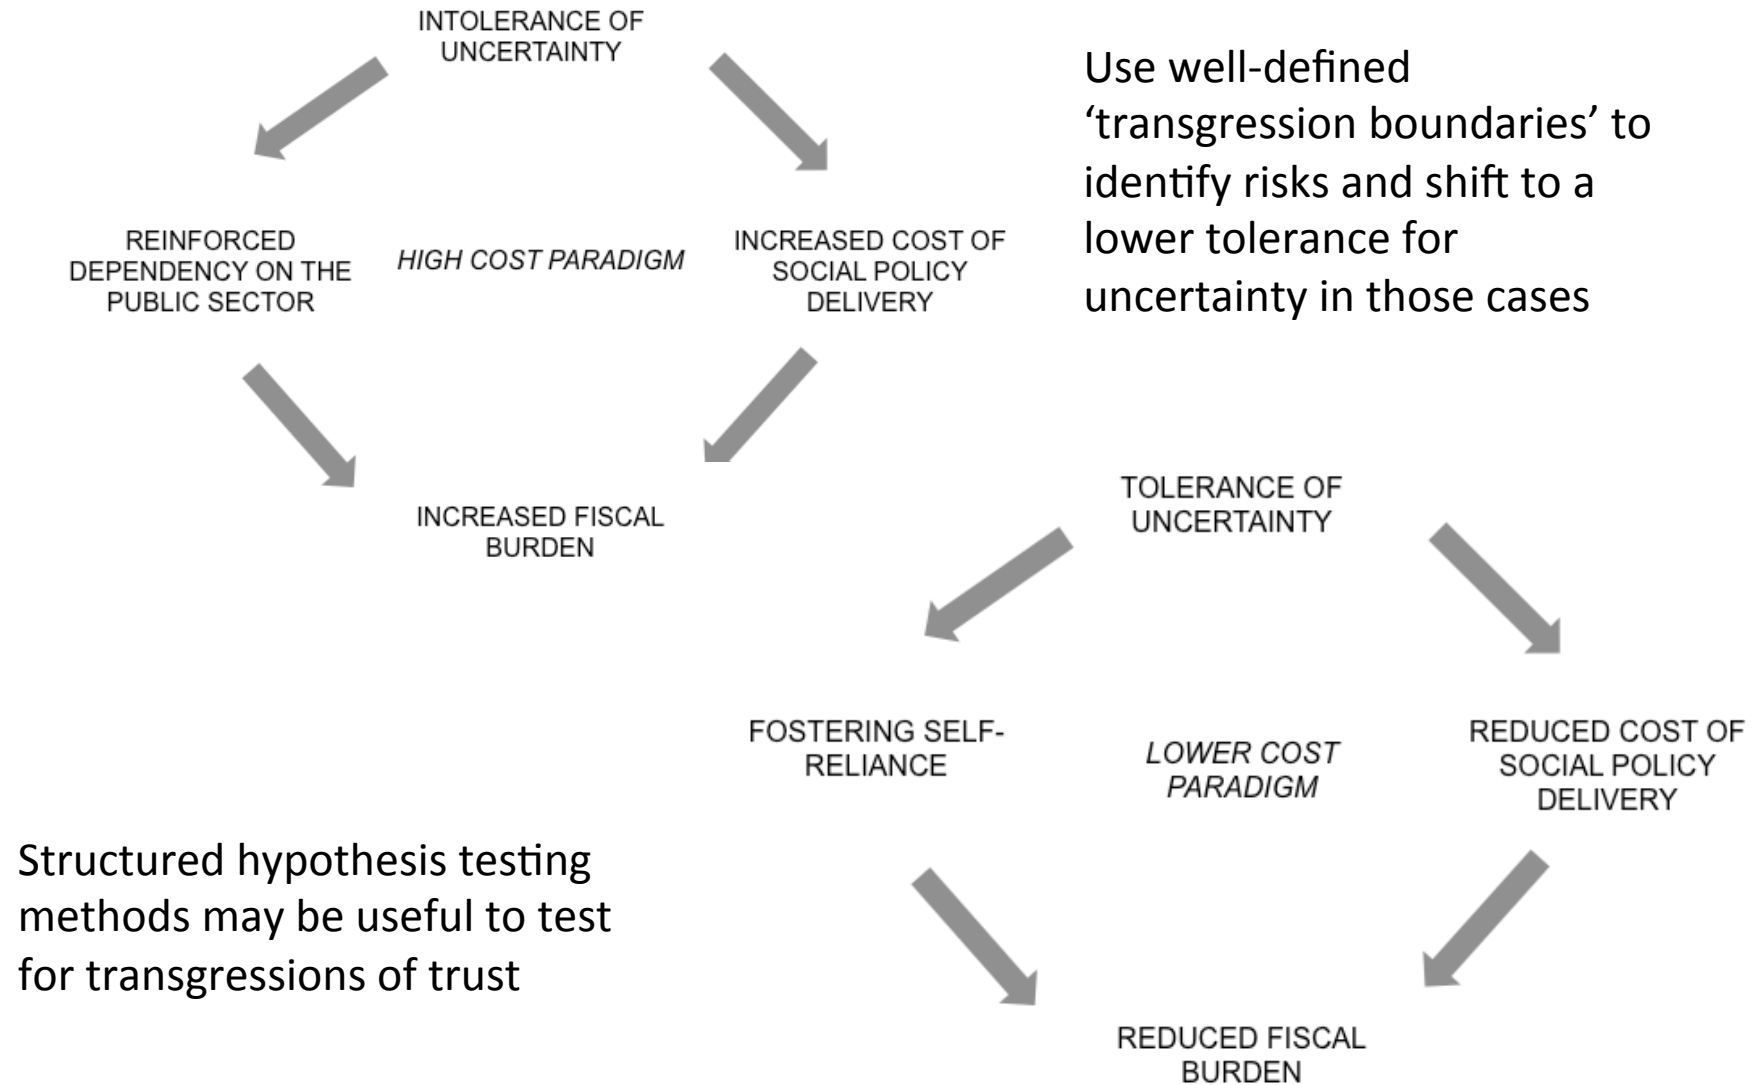 INTOLERANCE OF
UNCERTAINTY
Use well-defined
‘transgression boundaries’ to
identify risks and shift to a
lower tolerance for
uncertainty in those cases
REINFORCED
DEPENDENCY ON THE
PUBLIC SECTOR
HIGH COST PARADIGM
INCREASED COST OF
SOCIAL POLICY
DELIVERY
INCREASED FISCAL
BURDEN
TOLERANCE OF
UNCERTAINTY
FOSTERING SELF-
RELIANCE
LOWER COST
PARADIGM
REDUCED COST OF
SOCIAL POLICY
DELIVERY
Structured hypothesis testing
methods may be useful to test
for transgressions of trust
REDUCED FISCAL
BURDEN